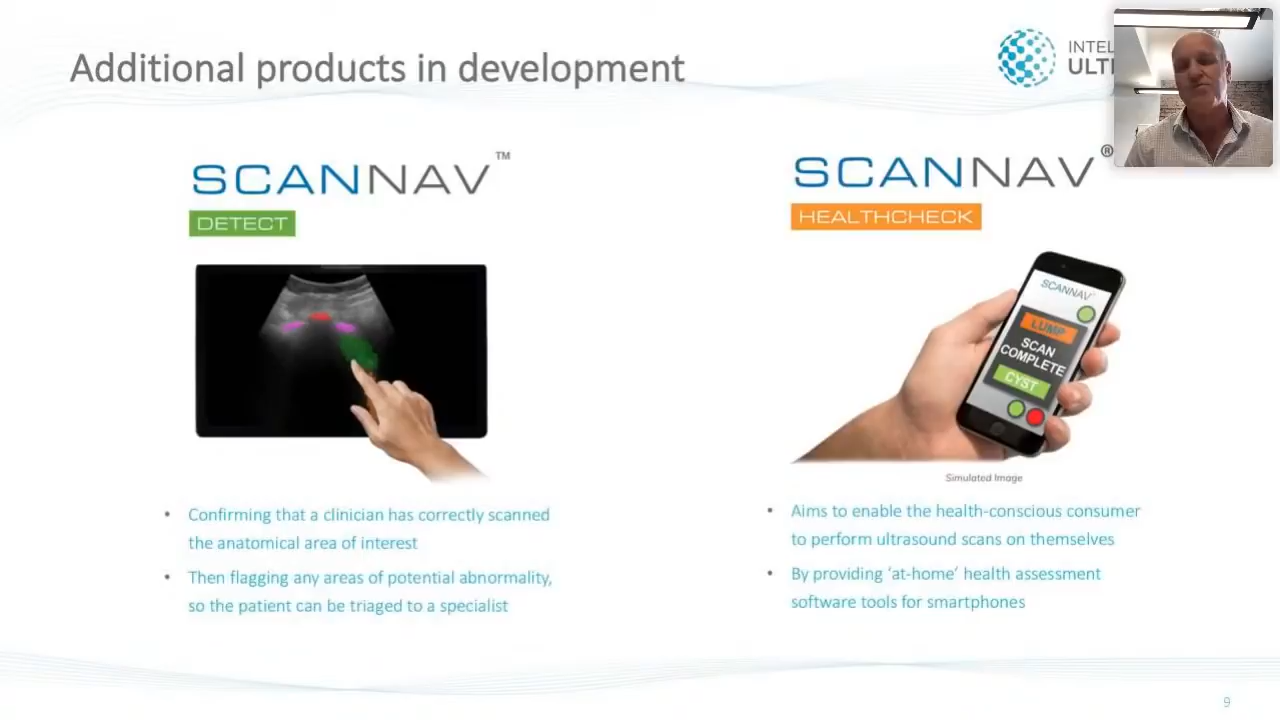 Additional products in development
INTEL
ULT
SCANNAV™
DETECT
SCANNAV®
HEALTHCHECK
SCANNAV™
LUMP
SCAN
COMPLETE
CYST
Simulated Image
• Confirming that a clinician has correctly scanned
the anatomical area of interest
• Then flagging any areas of potential abnormality,
so the patient can be triaged to a specialist
• Aims to enable the health-conscious consumer
to perform ultrasound scans on themselves
• By providing ‘at-home’ health assessment
software tools for smartphones
9